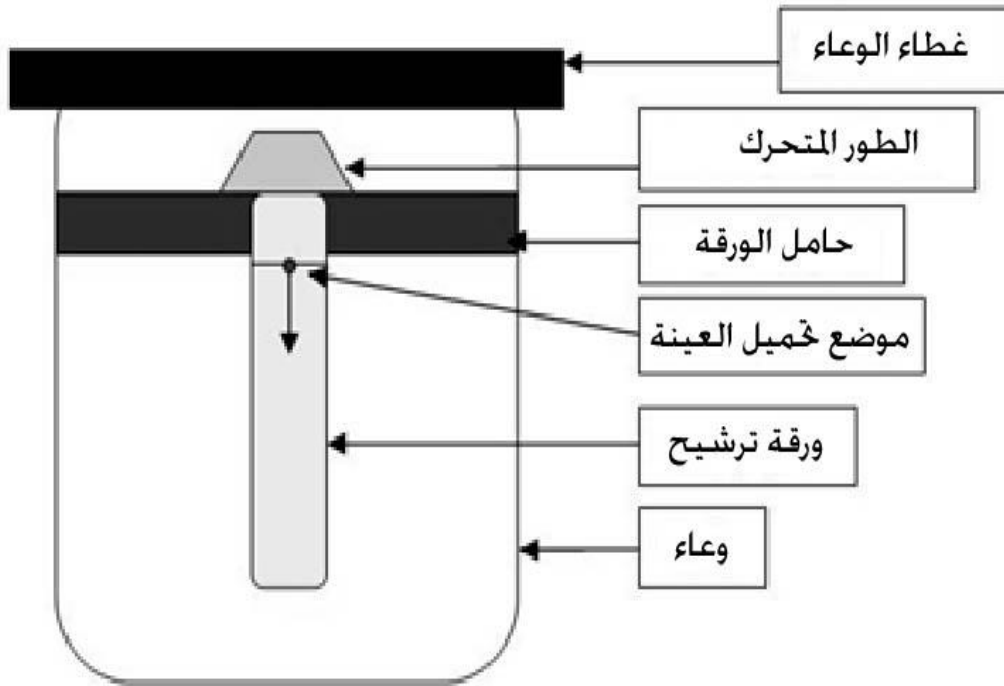 غطاء الوعاء
الطور المتحرك
حامل الورقة
موضع تحميل العينة
ورقة ترشيح
وعاء